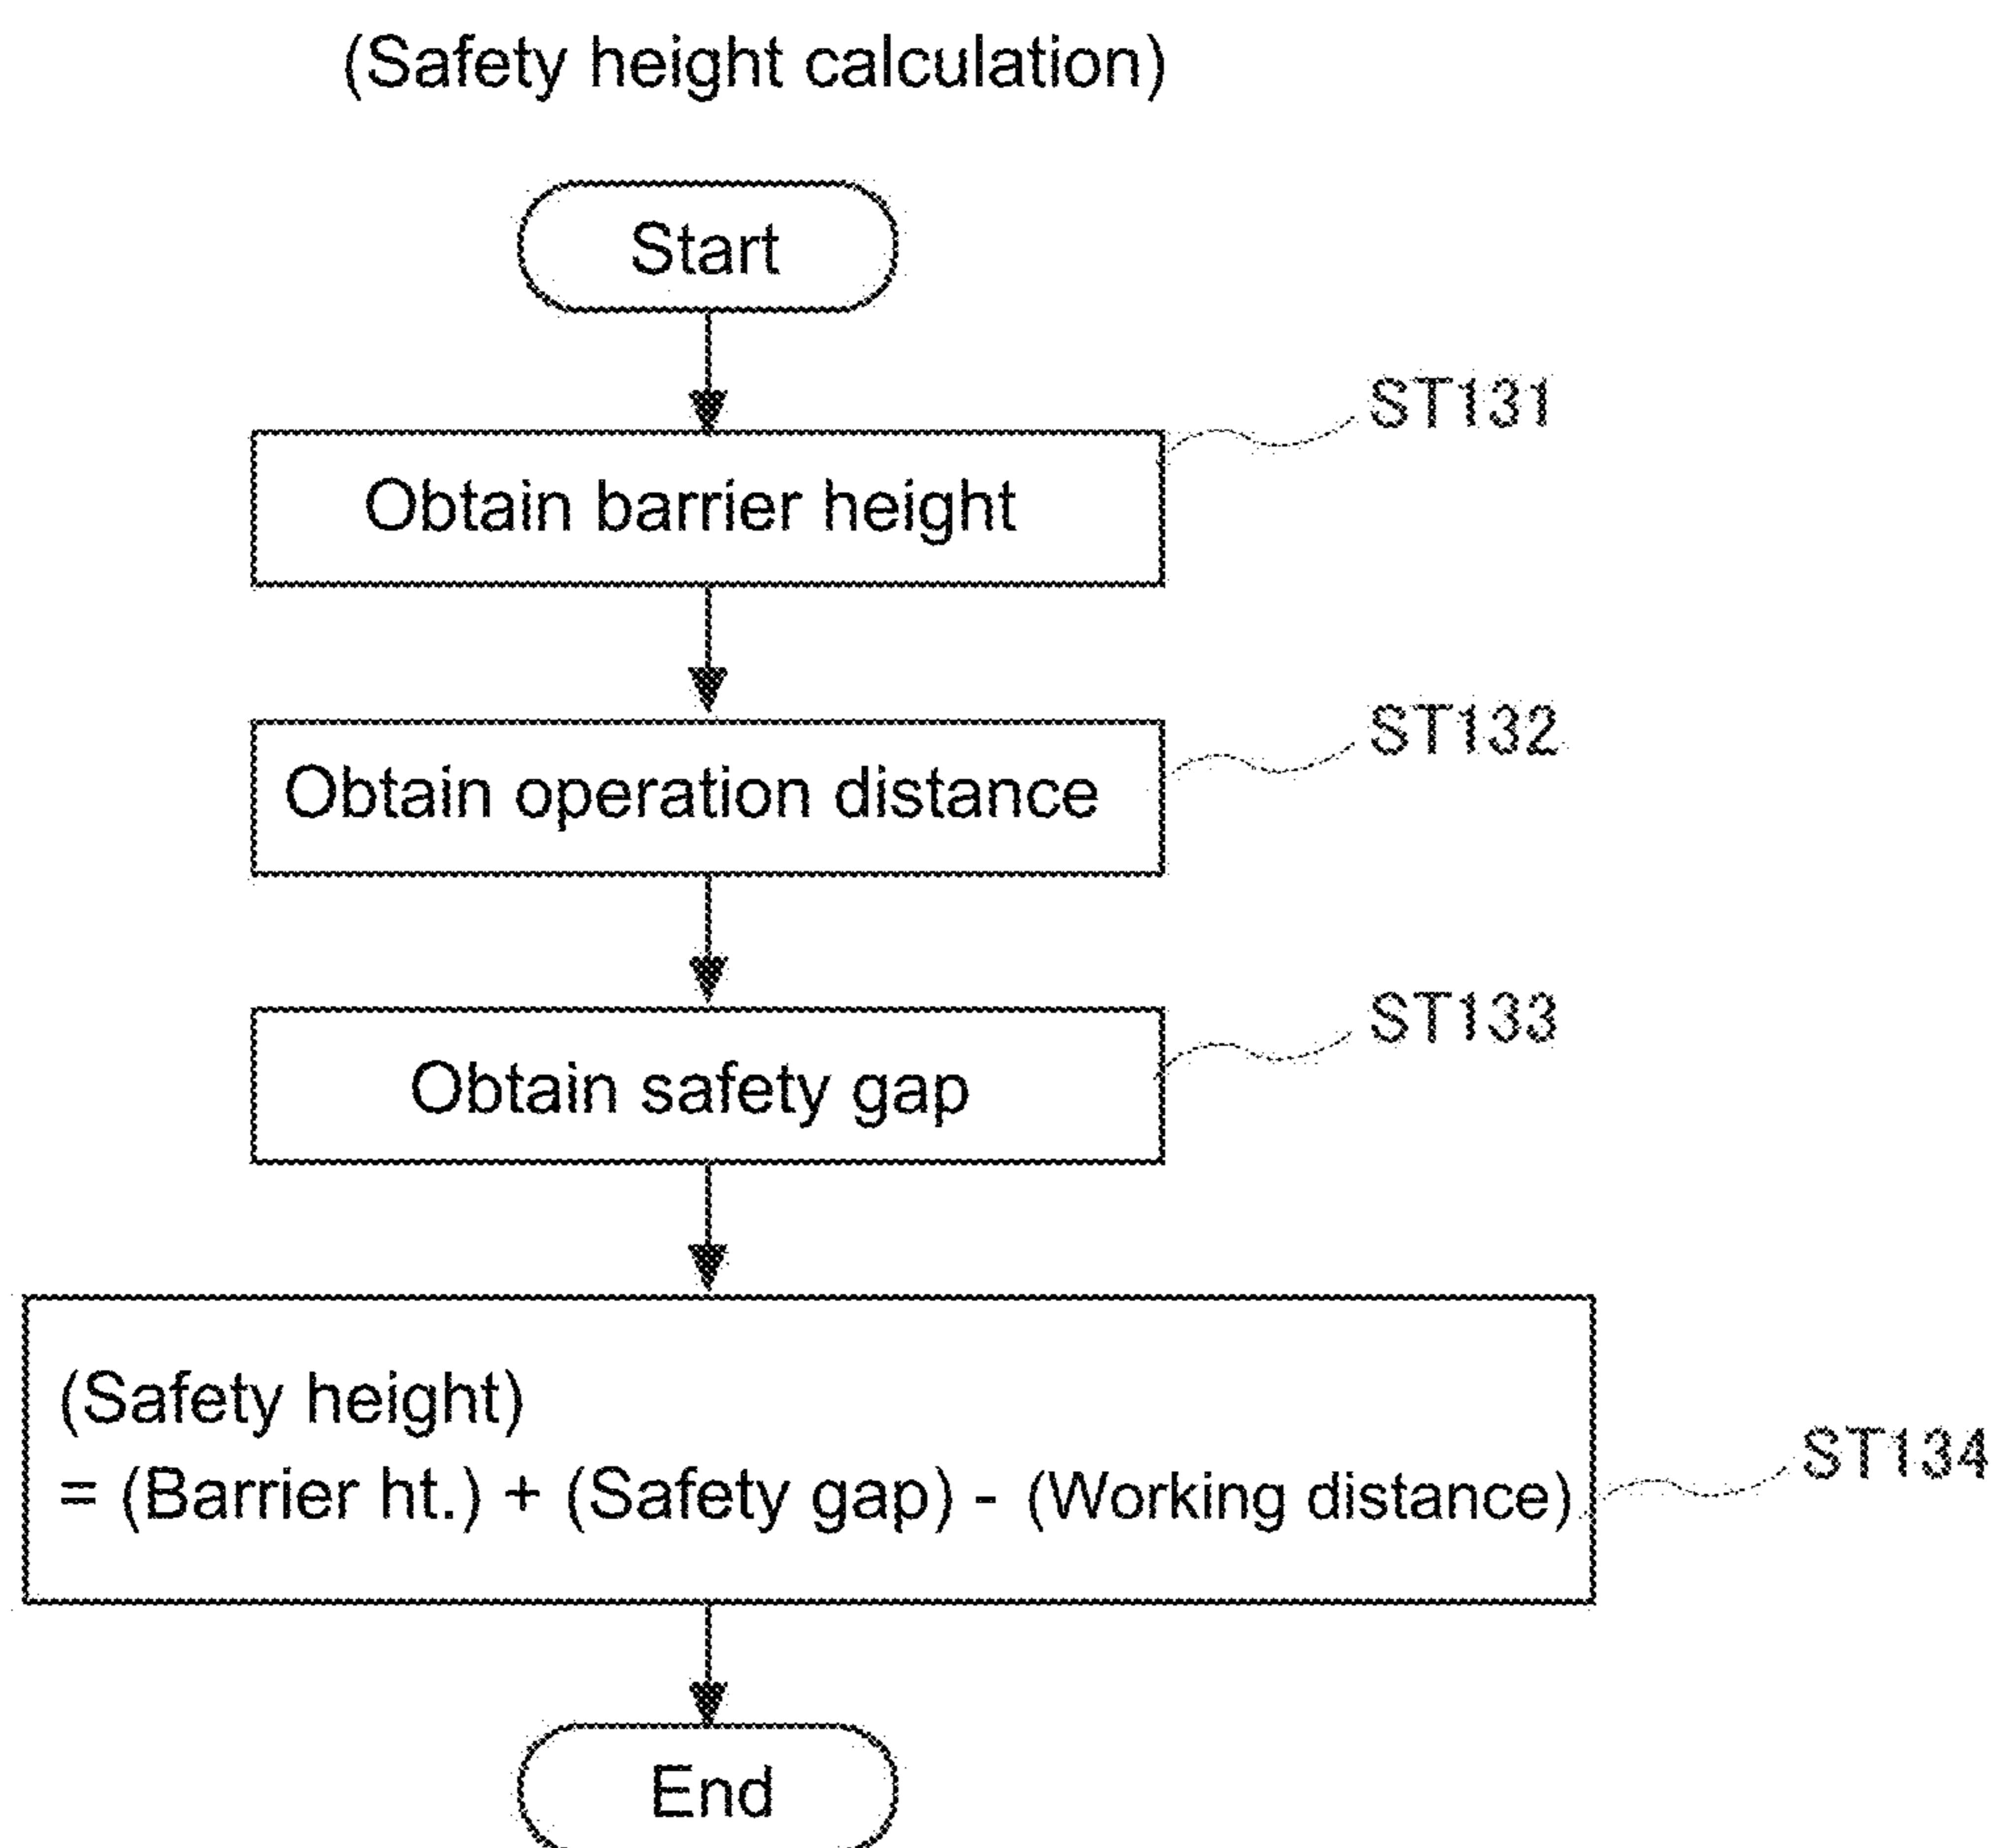 (Safety height calculation)
Start
ST131
Obtain barrier height
ST132
Obtain operation distance
ST133
Obtain safety gap
(Safety height)
= (Barrier ht.) + (Safety gap) - (Working distance)
ST134
End